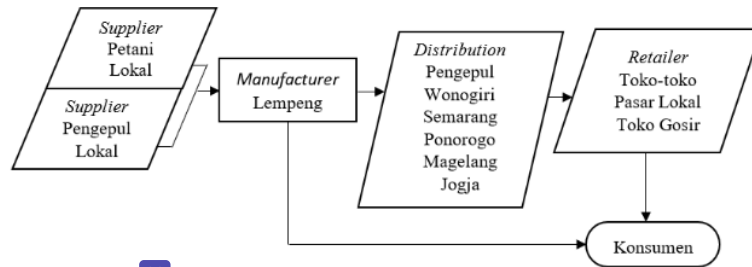 Supplier
Petani
Lokal
Supplier
Pengepul
Lokal
Manufacturer
Lempeng
Distribution
Pengepul
Wonogiri
Semarang
Ponorogo
Magelang
Jogja
Retailer
Toko-toko
Pasar Lokal
Toko Gosir
Konsumen